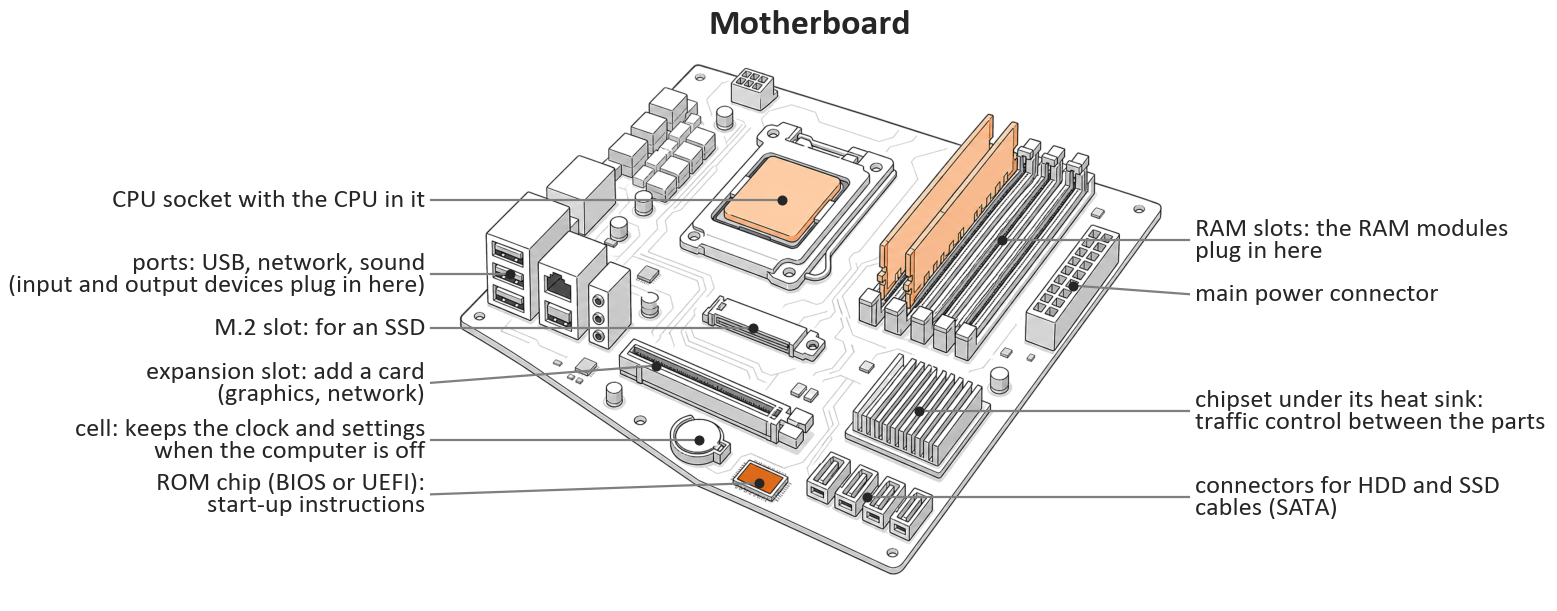 Motherboard
CPU socket with the CPU in it
ports: USB, network, sound
(input and output devices plug in here)
M.2 slot: for an SSD
expansion slot: add a card
(graphics, network)
cell: keeps the clock and settings
when the computer is off
ROM chip (BIOS or UEFI):
start-up instructions
RAM slots: the RAM modules
plug in here
main power connector
chipset under its heat sink:
traffic control between the parts
connectors for HDD and SSD
cables (SATA)